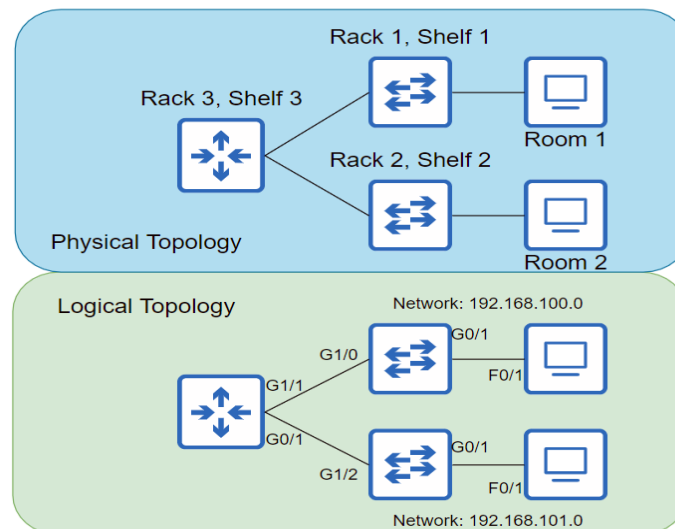 Rack 1, Shelf 1
Rack 3, Shelf 3
Room 1
Rack 2, Shelf 2
Physical Topology
Room 2
Logical Topology
Network: 192.168.100.0
G0/1
G1/0
F0/1
G1/1
G0/1
G0/1
G1/2
F0/1
Network: 192.168.101.0